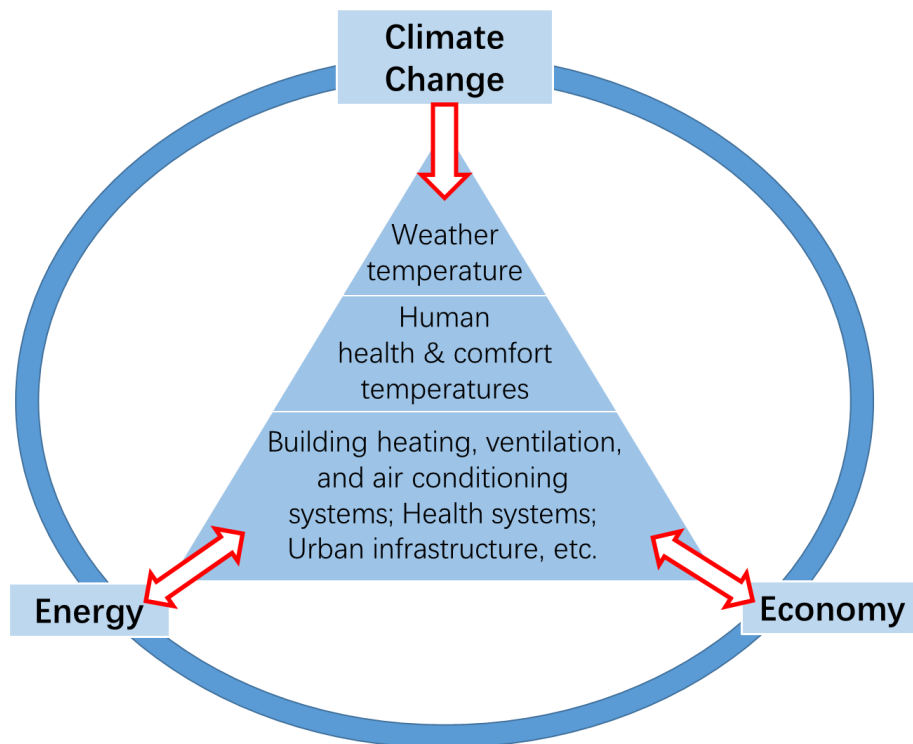 Climate
Change
Weather
temperature
Human
health & comfort
temperatures
Building heating, ventilation,
and air conditioning
systems; Health systems;
Urban infrastructure, etc.
Energy
Economy